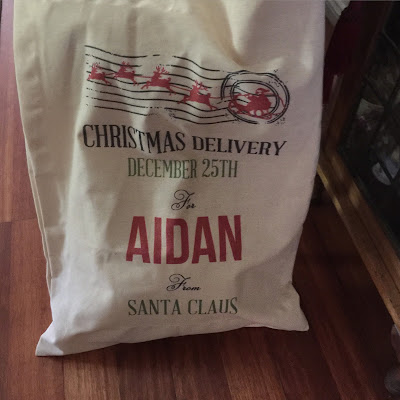 CHRISTMAS DELIVERY
DECEMBER 25TH
For
AIDAN
From
SANTA CLAUS